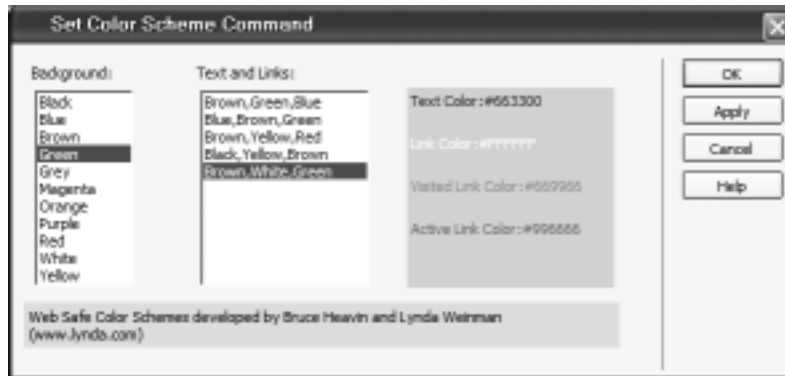 Set Color Scheme Command
Background:
Black
Blue
Brown
Green
Grey
Magenta
Orange
Purple
Red
White
Yellow
Text and Links:
Brown,Green,Blue
Blue,Brown,Green
Brown,Yellow,Red
Black,Yellow,Brown
Brown,White,Green
Text Color:#663300
Link Color:#FFFFFF
Visited Link Color:#669966
Active Link Color:#996666
OK
Apply
Cancel
Help
Web Safe Color Schemes developed by Bruce Heavin and Lynda Weinman
(www.lynda.com)